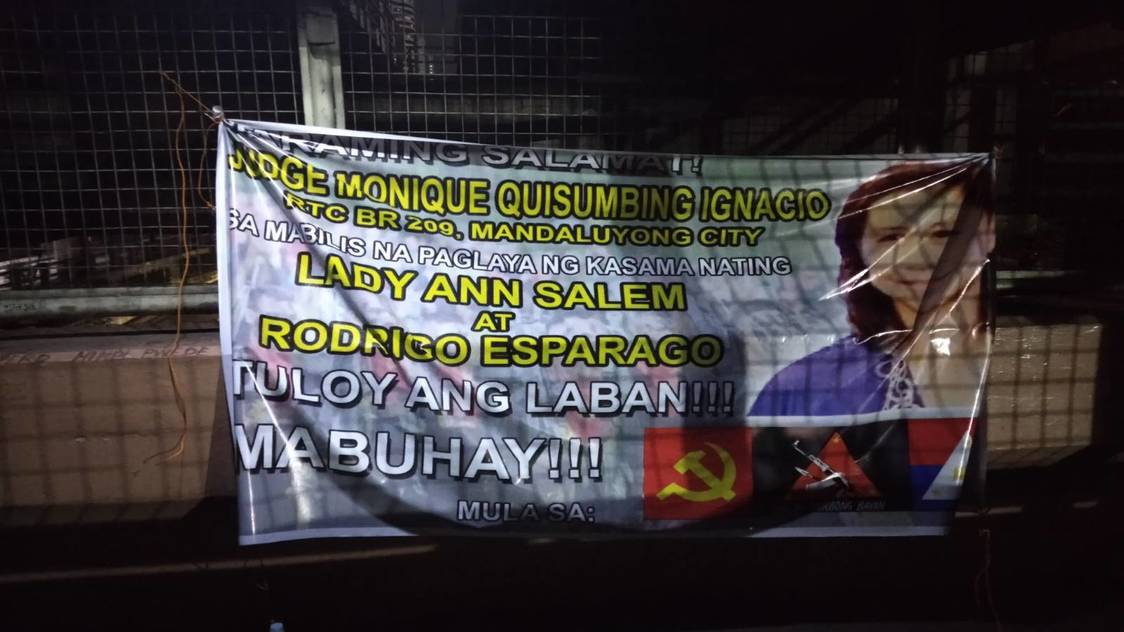 SALAMAT!
JUDGE MONIQUE QUISUMBING IGNACIO
RTC BR 209, MANDALUYONG CITY
SA MABILIS NA PAGLAYA NG KASAMA NATING
LADY ANN SALEM
AT
RODRIGO ESPARAGO
TULOY ANG LABAN!!!
MABUHAY!!!
MULA SA:
BAYAN